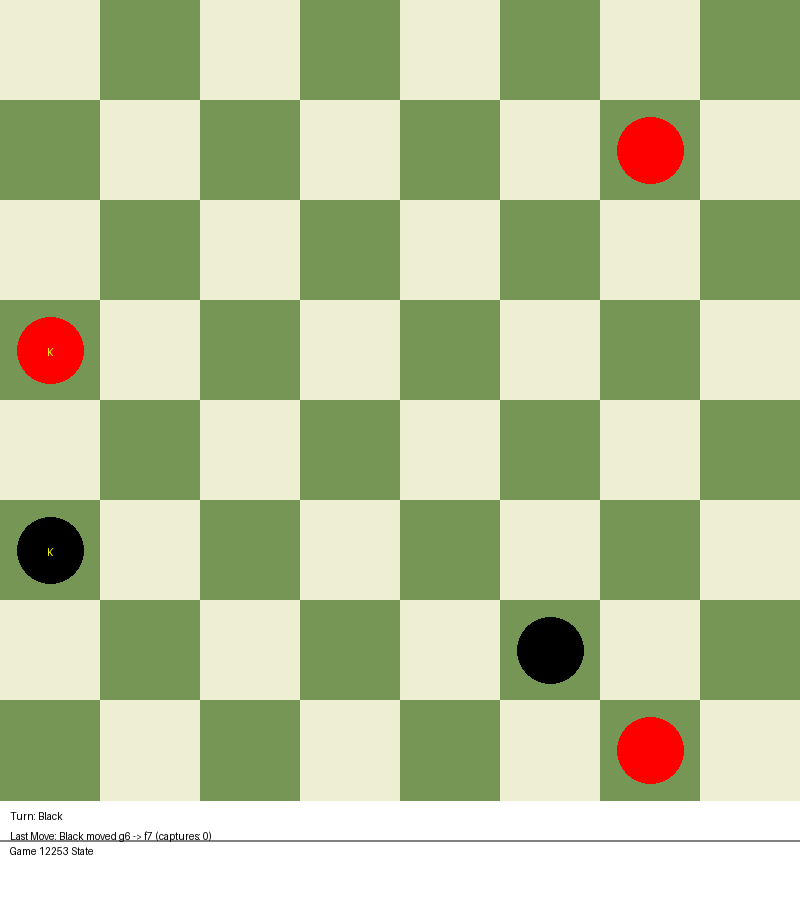 K
K
Turn: Black
Last Move: Black moved g6 -> f7 (captures: 0)
Game 12253 State